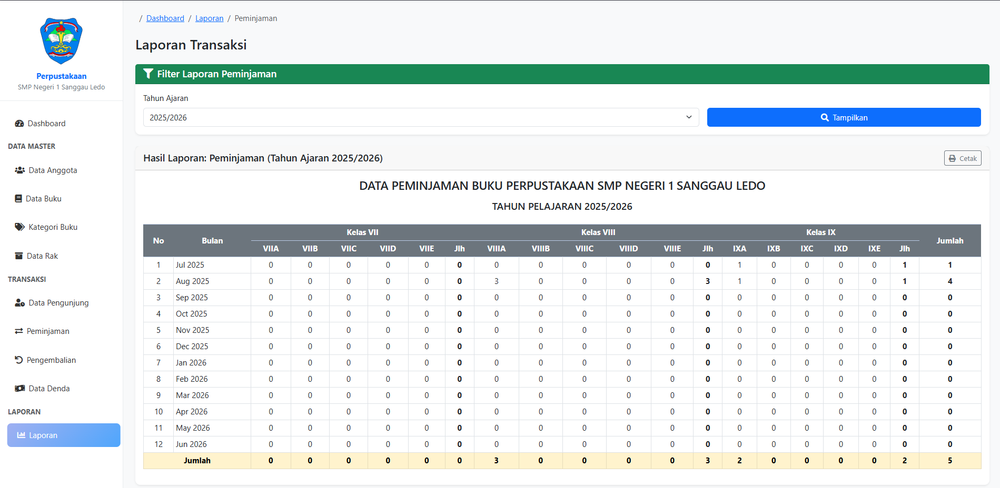 Perpustakaan
SMP Negeri 1 Sanggau Ledo
Dashboard
DATA MASTER
Data Anggota
Data Buku
Kategori Buku
Data Rak
TRANSAKSI
Data Pengunjung
Peminjaman
Pengembalian
Data Denda
LAPORAN
Laporan
/ Dashboard / Laporan / Peminjaman
Laporan Transaksi
Filter Laporan Peminjaman
Tahun Ajaran
2025/2026
Tampilkan
Hasil Laporan: Peminjaman (Tahun Ajaran 2025/2026)
Cetak
DATA PEMINJAMAN BUKU PERPUSTAKAAN SMP NEGERI 1 SANGGAU LEDO
TAHUN PELAJARAN 2025/2026
No Bulan Kelas VII Kelas VIII Kelas IX Jumlah
VIIA VIIB VIIC VIID VIIE Jlh VIIIA VIIIB VIIIC VIIID VIIIE Jlh IXA IXB IXC IXD IXE Jlh
1 Jul 2025 0 0 0 0 0 0 0 0 0 0 0 0 1 0 0 0 0 1 1
2 Aug 2025 0 0 0 0 0 0 3 0 0 0 0 3 1 0 0 0 0 1 4
3 Sep 2025 0 0 0 0 0 0 0 0 0 0 0 0 0 0 0 0 0 0 0
4 Oct 2025 0 0 0 0 0 0 0 0 0 0 0 0 0 0 0 0 0 0 0
5 Nov 2025 0 0 0 0 0 0 0 0 0 0 0 0 0 0 0 0 0 0 0
6 Dec 2025 0 0 0 0 0 0 0 0 0 0 0 0 0 0 0 0 0 0 0
7 Jan 2026 0 0 0 0 0 0 0 0 0 0 0 0 0 0 0 0 0 0 0
8 Feb 2026 0 0 0 0 0 0 0 0 0 0 0 0 0 0 0 0 0 0 0
9 Mar 2026 0 0 0 0 0 0 0 0 0 0 0 0 0 0 0 0 0 0 0
10 Apr 2026 0 0 0 0 0 0 0 0 0 0 0 0 0 0 0 0 0 0 0
11 May 2026 0 0 0 0 0 0 0 0 0 0 0 0 0 0 0 0 0 0 0
12 Jun 2026 0 0 0 0 0 0 0 0 0 0 0 0 0 0 0 0 0 0 0
Jumlah 0 0 0 0 0 0 3 0 0 0 0 3 2 0 0 0 0 2 5